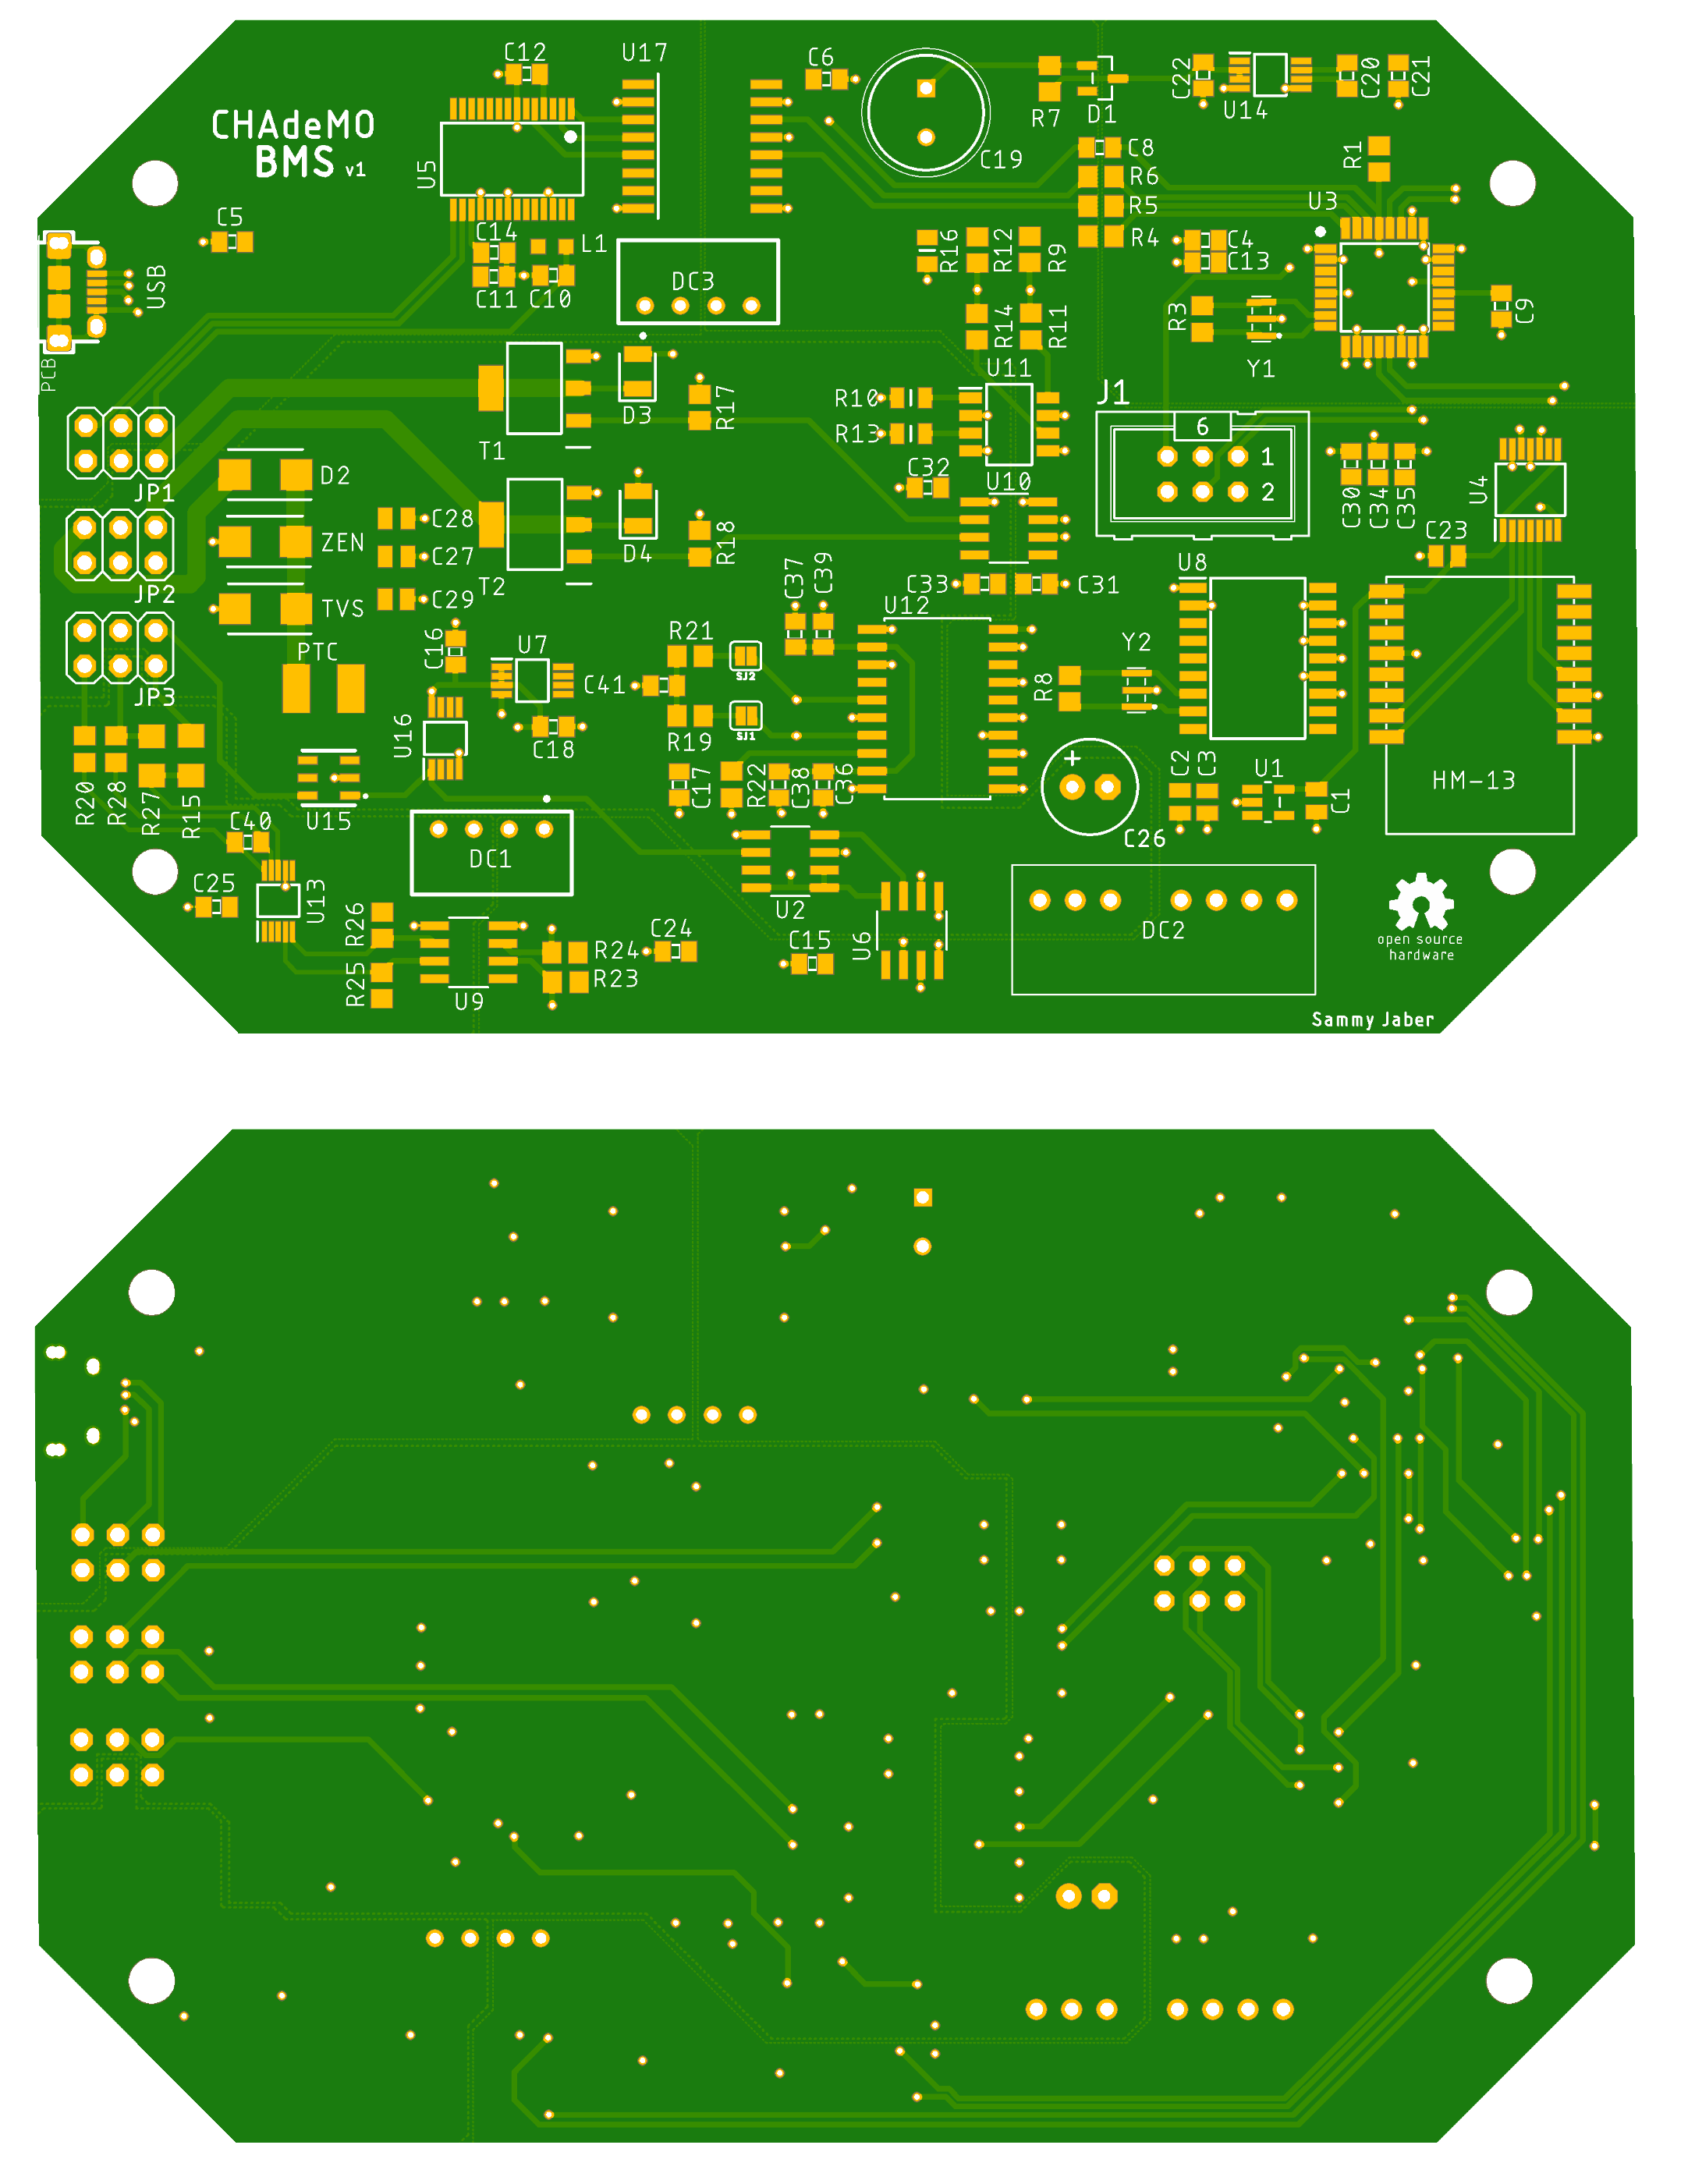 C12
U17
C6
C22
C20
C21
U14
R7
D1
CHAdeMO
BMS v1
U5
C19
C8
R1
R6
R5
R4
U3
C5
C14
L1
C11
C10
DC3
R16
R12
R9
C4
C13
USB
PCB
R14
R11
R3
Y1
C9
T1
D3
R17
U11
R10
R13
J1
6
1
2
JP1
D2
C32
U10
C30
C34
C35
U4
C28
ZEN
C27
D4
R18
C23
T2
C37
C39
C33
C31
U8
JP2
TVS
C29
U12
PTC
C16
U7
R21
SJ2
Y2
C41
R8
JP3
U16
C18
R19
SJ1
+
C2
C3
U1
HM-13
R20
R28
R27
R15
U15
C17
R22
C38
C36
C1
C26
C40
DC1
C25
U13
R26
U2
U6
DC2
open source
hardware
R24
C24
C15
R25
R23
U9
Sammy Jaber